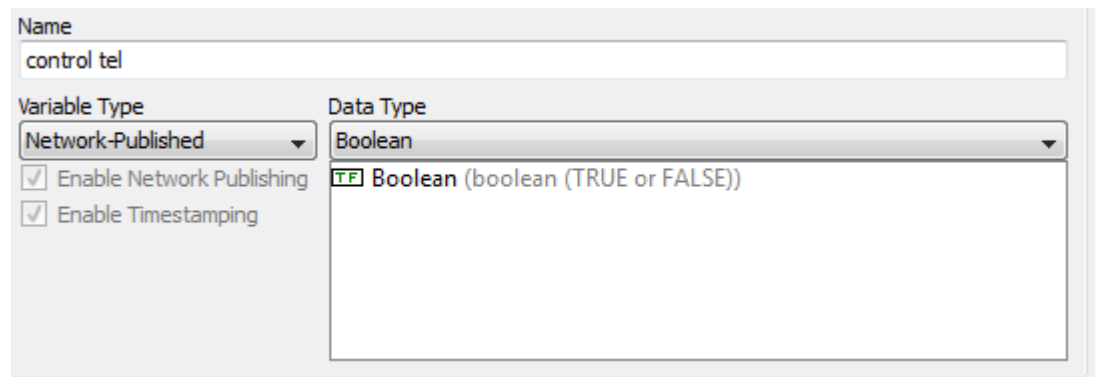 Name
control tel
Variable Type
Data Type
Network-Published
Boolean
Enable Network Publishing
TF Boolean (boolean (TRUE or FALSE))
Enable Timestamping